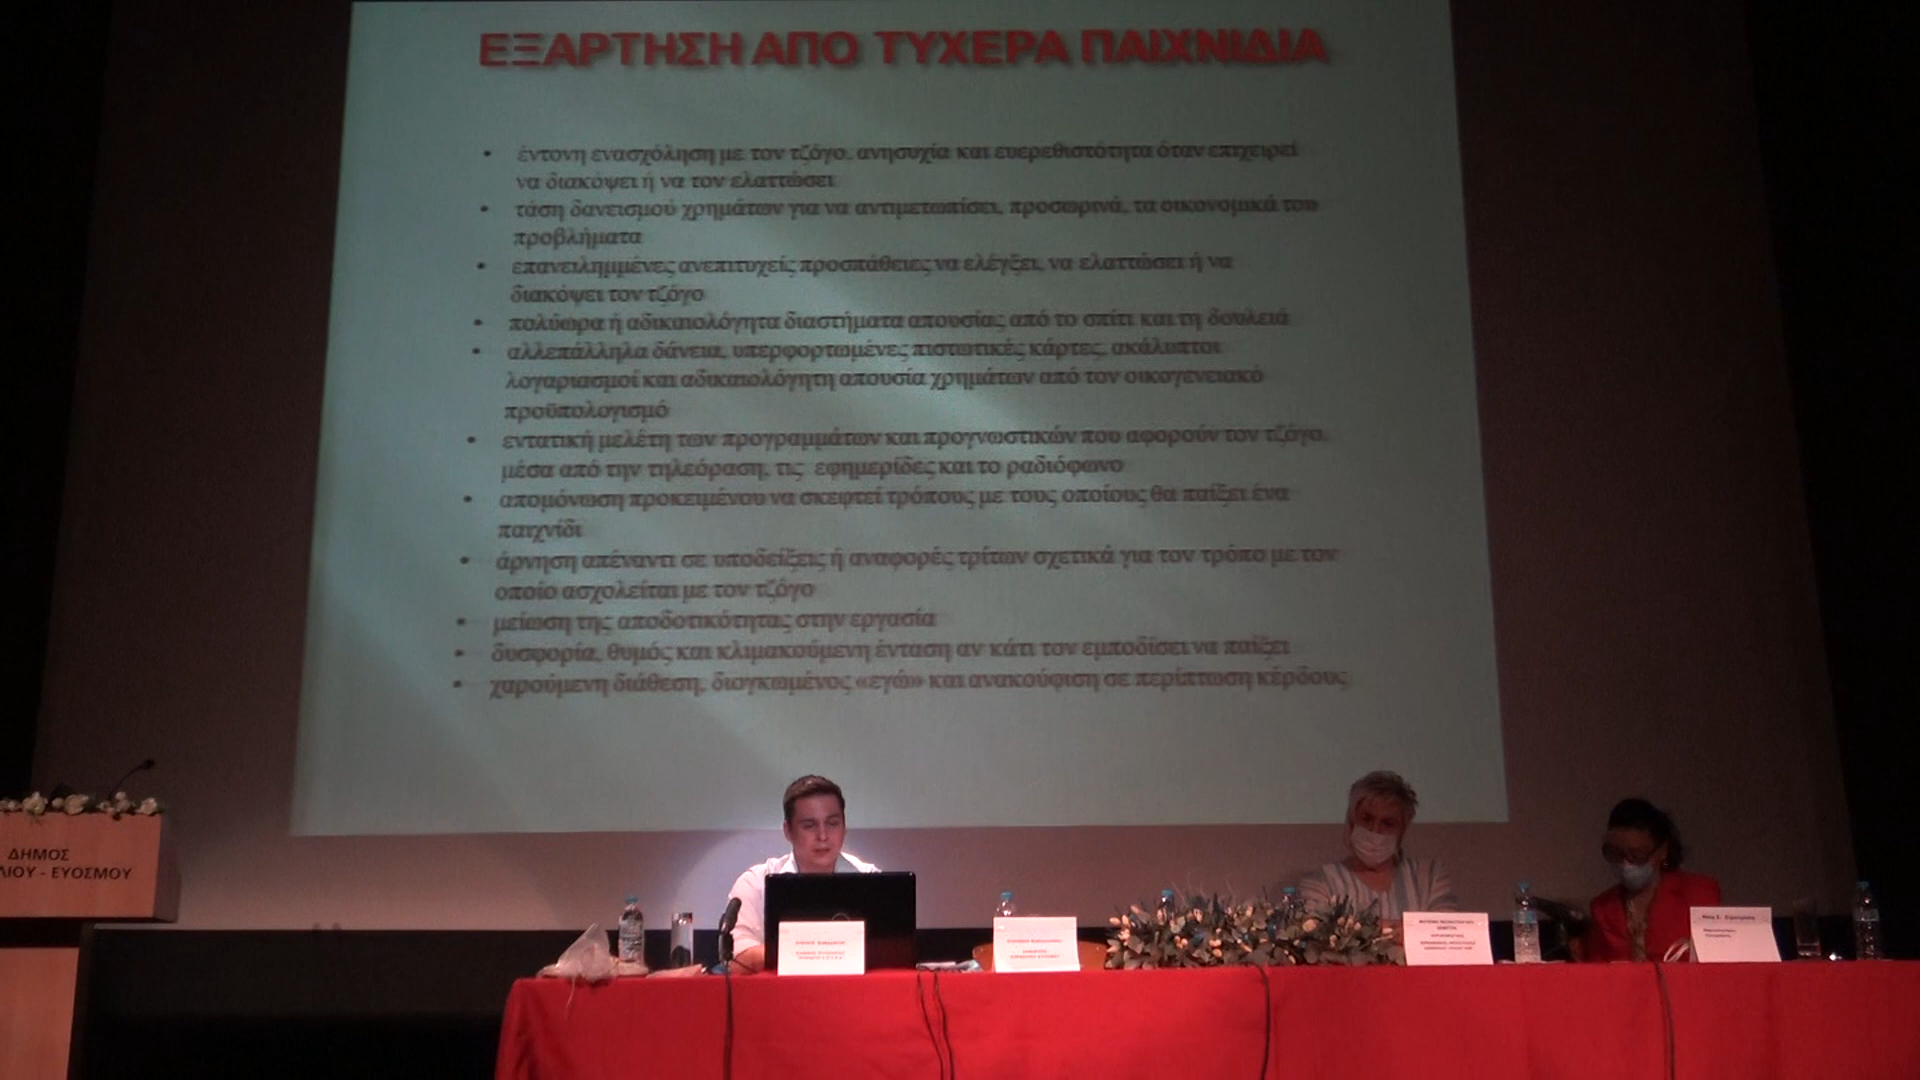 ΕΞΑΡΤΗΣΗ ΑΠΟ ΤΥΧΕΡΑ ΠΑΙΧΝΙΔΙΑ
• έντονη ενασχόληση με τον τζόγο, ανησυχία και ευερεθιστότητα όταν επιχειρεί
να διακόψει ή να τον ελαττώσει
• τάση δανεισμού χρημάτων για να αντιμετωπίσει, προσωρινά, τα οικονομικά του
προβλήματα
• επανειλημμένες ανεπιτυχείς προσπάθειες να ελέγξει, να ελαττώσει ή να
διακόψει τον τζόγο
• πολύωρα ή αδικαιολόγητα διαστήματα απουσίας από το σπίτι και τη δουλειά
• αλλεπάλληλα δάνεια, υπερφορτωμένες πιστωτικές κάρτες, ακάλυπτοι
λογαριασμοί και αδικαιολόγητη απουσία χρημάτων από τον οικογενειακό
προϋπολογισμό
• εντατική μελέτη των προγραμμάτων και προγνωστικών που αφορούν τον τζόγο,
μέσα από την τηλεόραση, τις εφημερίδες και το ραδιόφωνο
• απομόνωση προκειμένου να σκεφτεί τρόπους με τους οποίους θα παίξει ένα
παιχνίδι
• άρνηση απέναντι σε υποδείξεις ή αναφορές τρίτων σχετικά για τον τρόπο με τον
οποίο ασχολείται με τον τζόγο
• μείωση της αποδοτικότητας στην εργασία
• δυσφορία, θυμός και κλιμακούμενη ένταση αν κάτι τον εμποδίσει να παίξει
• χαρούμενη διάθεση, διογκωμένος «εγώ» και ανακούφιση σε περίπτωση κέρδους
ΔΗΜΟΣ
ΛΙΟΥ - ΕΥΟΣΜΟΥ